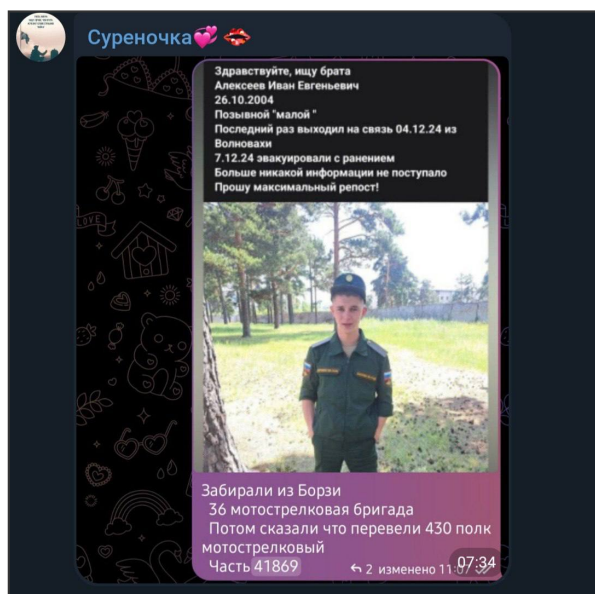 Суреночка💞 💋
Здравствуйте, ищу брата
Алексеев Иван Евгеньевич
26.10.2004
Позывной "малой "
Последний раз выходил на связь 04.12.24 из
Волновахи
7.12.24 эвакуировали с ранением
Больше никакой информации не поступало
Прошу максимальный репост!
LOVE
Забирали из Борзи
36 мотострелковая бригада
Потом сказали что перевели 430 полк
мотострелковый
Часть 41869
2 изменено 11:07
07:34